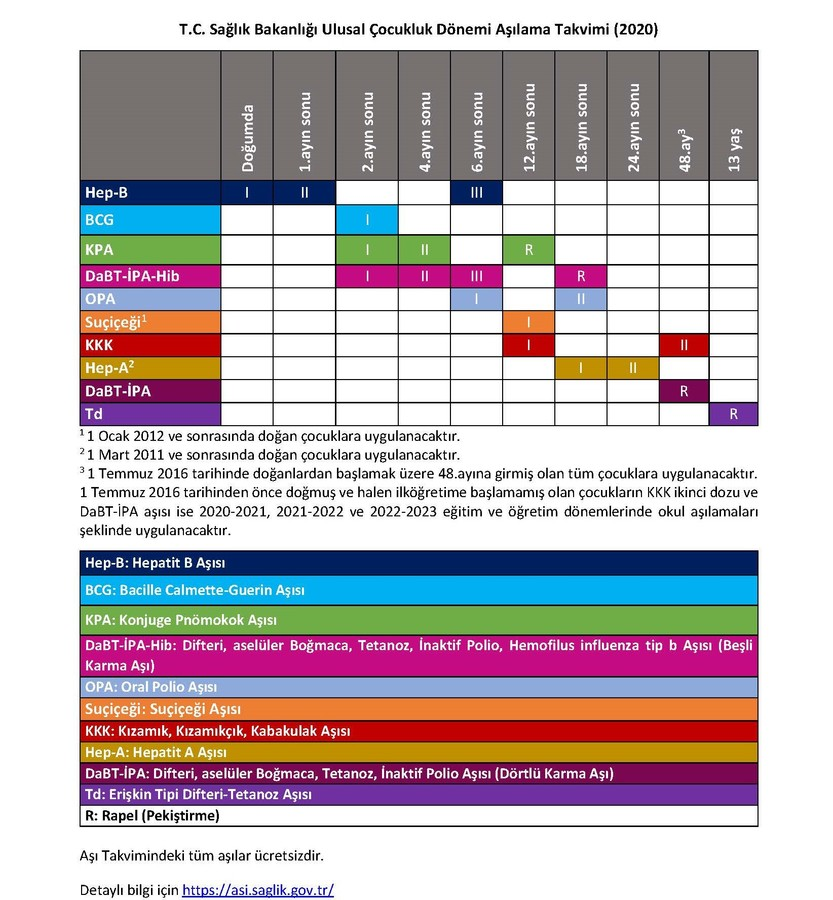 T.C. Sağlık Bakanlığı Ulusal Çocukluk Dönemi Aşılama Takvimi (2020)
Doğumda 1.ayın sonu 2.ayın sonu 4.ayın sonu 6.ayın sonu 12.ayın sonu 18.ayın sonu 24.ayın sonu 48.ay³ 13 yaş
Hep-B I II III
BCG I
KPA I II R
DaBT-İPA-Hib I II III R
OPA I II
Suçiçeği¹ I
KKK I II
Hep-A² I II
DaBT-İPA R
Td R
¹ 1 Ocak 2012 ve sonrasında doğan çocuklara uygulanacaktır.
² 1 Mart 2011 ve sonrasında doğan çocuklara uygulanacaktır.
³ 1 Temmuz 2016 tarihinde doğanlardan başlamak üzere 48.ayına girmiş olan tüm çocuklara uygulanacaktır.
1 Temmuz 2016 tarihinden önce doğmuş ve halen ilköğretime başlamamış olan çocukların KKK ikinci dozu ve
DaBT-İPA aşısı ise 2020-2021, 2021-2022 ve 2022-2023 eğitim ve öğretim dönemlerinde okul aşılamaları
şeklinde uygulanacaktır.
Hep-B: Hepatit B Aşısı
BCG: Bacille Calmette-Guerin Aşısı
KPA: Konjuge Pnömokok Aşısı
DaBT-İPA-Hib: Difteri, aselüler Boğmaca, Tetanoz, İnaktif Polio, Hemofilus influenza tip b Aşısı (Beşli
Karma Aşı)
OPA: Oral Polio Aşısı
Suçiçeği: Suçiçeği Aşısı
KKK: Kızamık, Kızamıkçık, Kabakulak Aşısı
Hep-A: Hepatit A Aşısı
DaBT-İPA: Difteri, aselüler Boğmaca, Tetanoz, İnaktif Polio Aşısı (Dörtlü Karma Aşı)
Td: Erişkin Tipi Difteri-Tetanoz Aşısı
R: Rapel (Pekiştirme)
Aşı Takvimindeki tüm aşılar ücretsizdir.
Detaylı bilgi için https://asi.saglik.gov.tr/